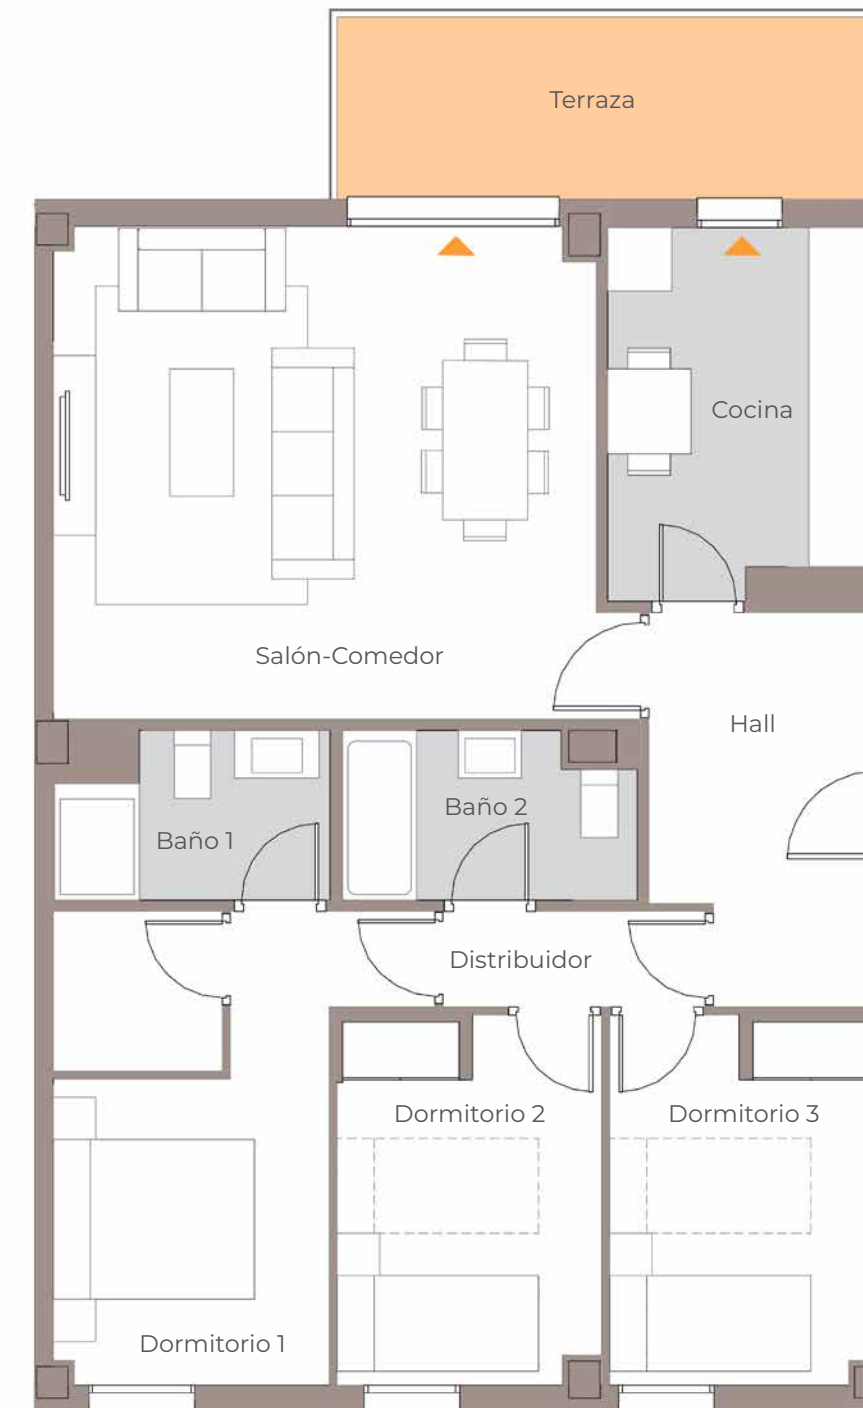 Terraza
Cocina
Salón-Comedor
Hall
Baño 2
Baño 1
Distribuidor
Dormitorio 2
Dormitorio 3
Dormitorio 1